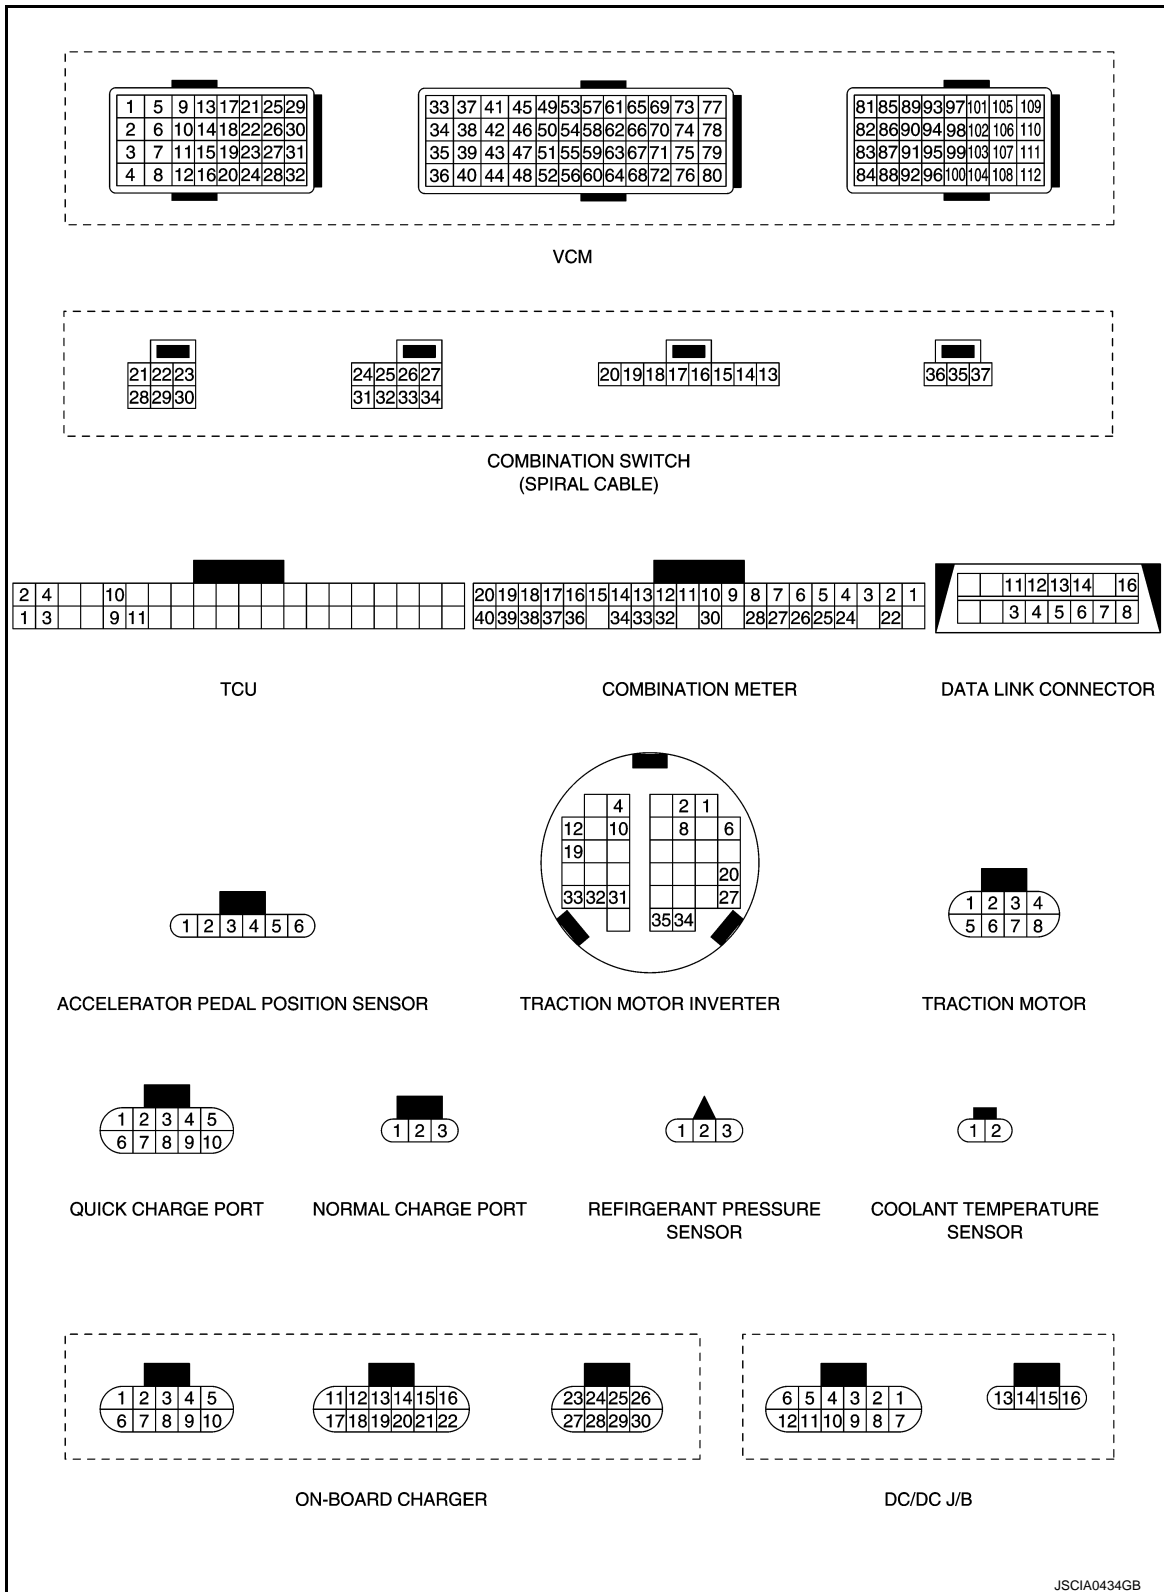 1 5 9 13 17 21 25 29
2 6 10 14 18 22 26 30
3 7 11 15 19 23 27 31
4 8 12 16 20 24 28 32
33 37 41 45 49 53 57 61 65 69 73 77
34 38 42 46 50 54 58 62 66 70 74 78
35 39 43 47 51 55 59 63 67 71 75 79
36 40 44 48 52 56 60 64 68 72 76 80
81 85 89 93 97 101 105 109
82 86 90 94 98 102 106 110
83 87 91 95 99 103 107 111
84 88 92 96 100 104 108 112
VCM
21 22 23
28 29 30
24 25 26 27
31 32 33 34
20 19 18 17 16 15 14 13
36 35 37
COMBINATION SWITCH
(SPIRAL CABLE)
2 4 10
1 3 9 11
TCU
20 19 18 17 16 15 14 13 12 11 10 9 8 7 6 5 4 3 2 1
40 39 38 37 36 34 33 32 30 28 27 26 25 24 22
COMBINATION METER
11 12 13 14 16
3 4 5 6 7 8
DATA LINK CONNECTOR
1 2 3 4 5 6
ACCELERATOR PEDAL POSITION SENSOR
4 2 1
12 10 8 6
19
20
33 32 31 27
35 34
TRACTION MOTOR INVERTER
1 2 3 4
5 6 7 8
TRACTION MOTOR
1 2 3 4 5
6 7 8 9 10
QUICK CHARGE PORT
1 2 3
NORMAL CHARGE PORT
1 2 3
REFIRGERANT PRESSURE
SENSOR
1 2
COOLANT TEMPERATURE
SENSOR
1 2 3 4 5
6 7 8 9 10
11 12 13 14 15 16
17 18 19 20 21 22
23 24 25 26
27 28 29 30
ON-BOARD CHARGER
6 5 4 3 2 1
12 11 10 9 8 7
13 14 15 16
DC/DC J/B
JSCIA0434GB